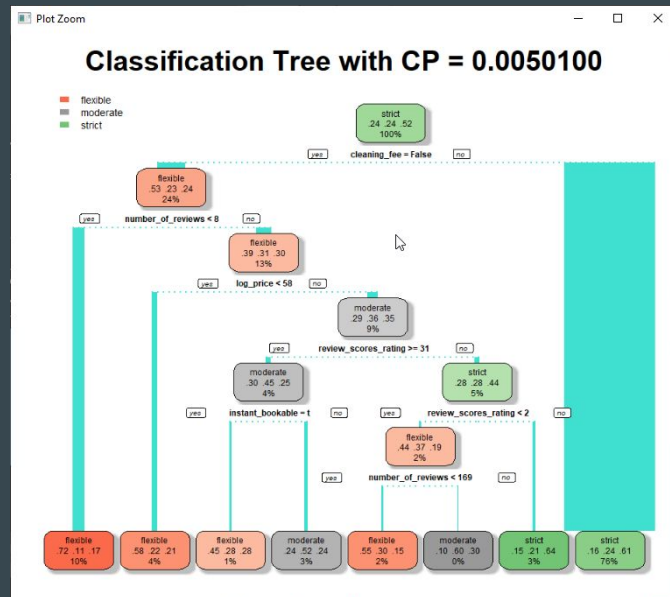 Plot Zoom
Classification Tree with CP = 0.0050100
flexible
moderate
strict
strict
.24 .24 .52
100%
yes cleaning_fee = False no
flexible
.53 .23 .24
24%
yes number_of_reviews < 8 no
flexible
.39 .31 .30
13%
yes log_price < 58 no
moderate
.29 .36 .35
9%
yes review_scores_rating >= 31 no
moderate
.30 .45 .25
4%
strict
.28 .28 .44
5%
yes instant_bookable = t no
yes review_scores_rating < 2 no
flexible
.44 .37 .19
2%
yes number_of_reviews < 169 no
flexible
.72 .11 .17
10%
flexible
.58 .22 .21
4%
flexible
.45 .28 .28
1%
moderate
.24 .52 .24
3%
flexible
.55 .30 .15
2%
moderate
.10 .60 .30
0%
strict
.15 .21 .64
3%
strict
.16 .24 .61
76%